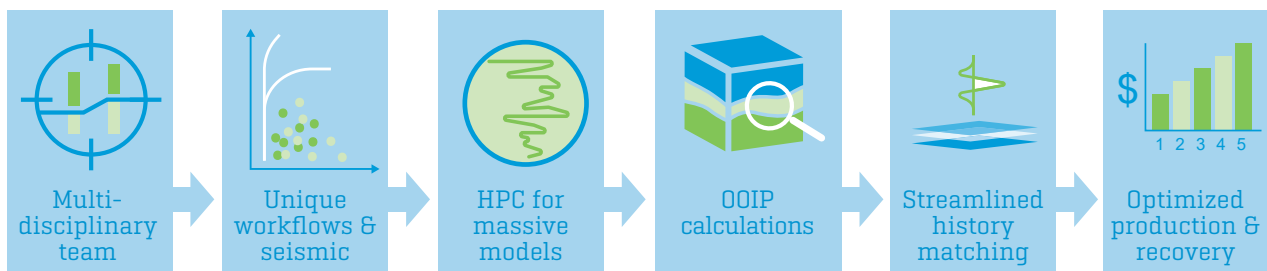 Multi-
disciplinary
team
Unique
workflows &
seismic
HPC for
massive
models
OOIP
calculations
Streamlined
history
matching
$
1 2 3 4 5
Optimized
production &
recovery